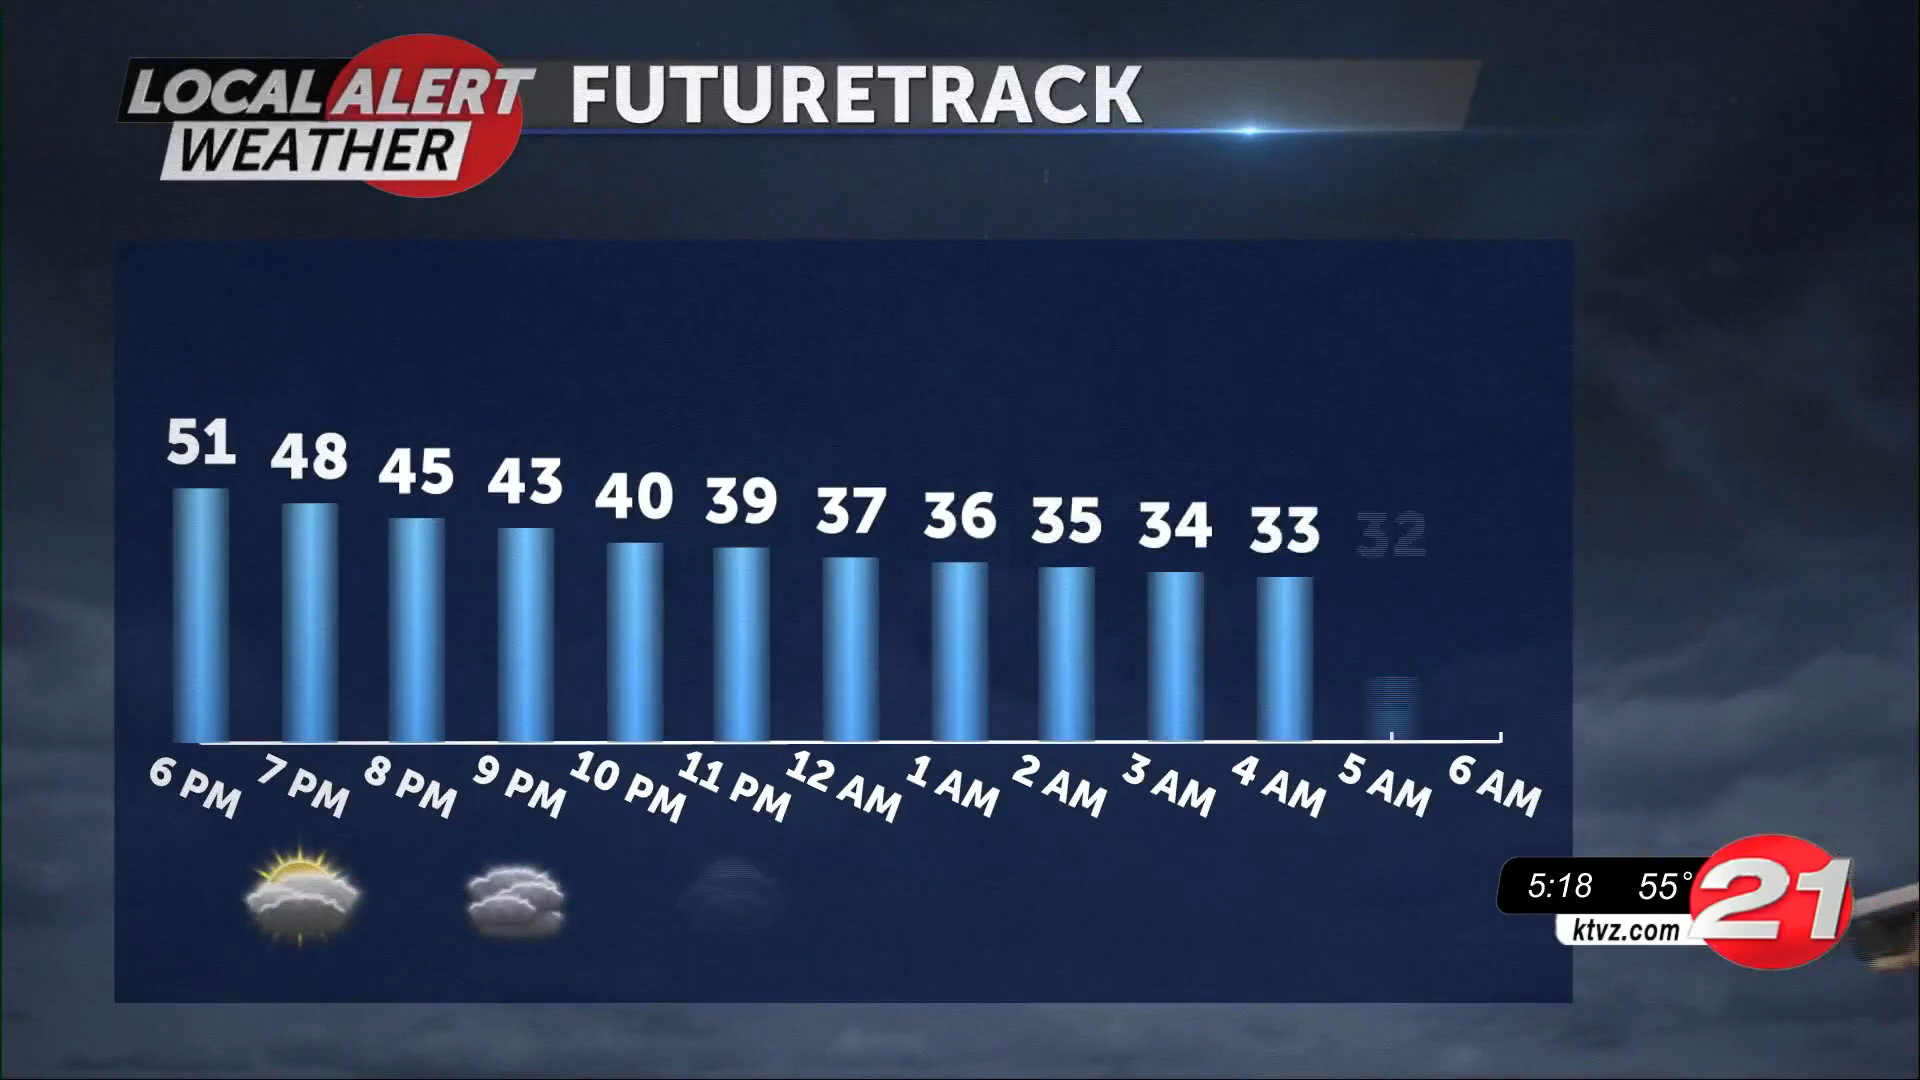 LOCAL ALERT
WEATHER
FUTURETRACK
51 48 45 43 40 39 37 36 35 34 33 32
6 PM 7 PM 8 PM 9 PM 10 PM 11 PM 12 AM 1 AM 2 AM 3 AM 4 AM 5 AM 6 AM
5:18 55°
ktvz.com
21